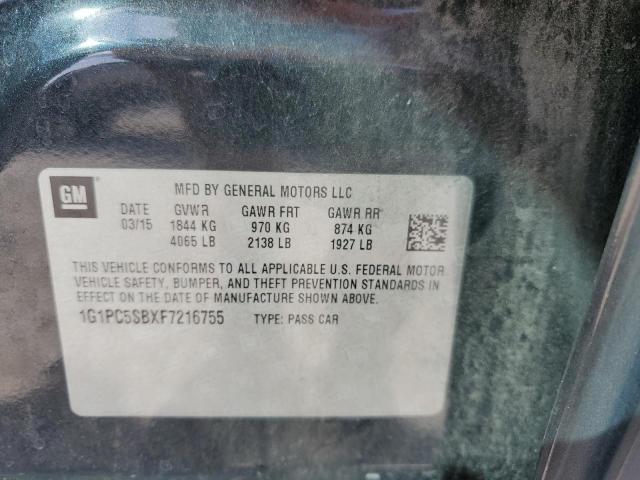 GM
MFD BY GENERAL MOTORS LLC
DATE GVWR GAWR FRT GAWR RR
03/15 1844 KG 970 KG 874 KG
4065 LB 2138 LB 1927 LB
THIS VEHICLE CONFORMS TO ALL APPLICABLE U.S. FEDERAL MOTOR
VEHICLE SAFETY, BUMPER, AND THEFT PREVENTION STANDARDS IN
EFFECT ON THE DATE OF MANUFACTURE SHOWN ABOVE.
1G1PC5SBXF7216755 TYPE: PASS CAR